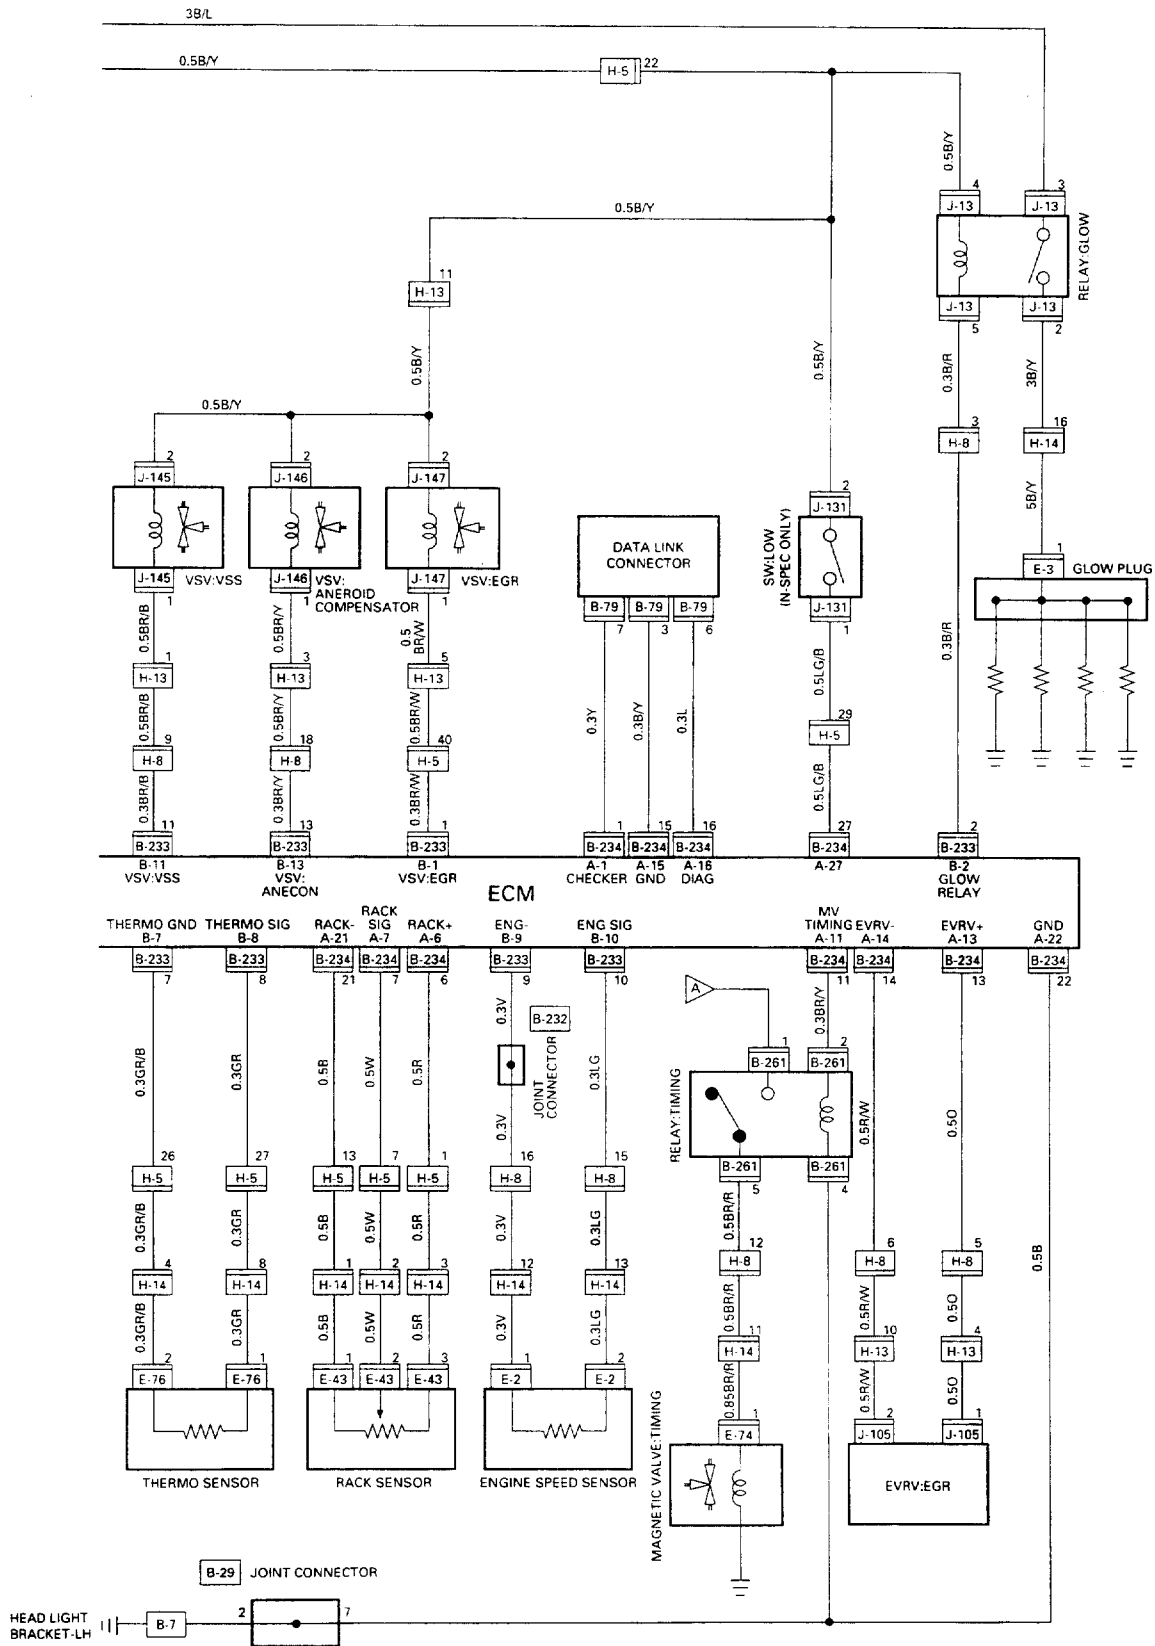 3B/L
0.5B/Y
H-5
22
0.5B/Y
4
3
J-13
J-13
RELAY:GLOW
J-13
J-13
5
2
0.5B/Y
11
H-13
0.5B/Y
0.5B/Y
0.3B/R
3B/Y
3
16
H-8
H-14
0.5B/Y
2
2
2
J-145
J-146
J-147
VSV:VSS
VSV:
ANEROID
COMPENSATOR
VSV:EGR
J-145
J-146
J-147
1
1
1
2
J-131
SW:LOW
(N-SPEC ONLY)
J-131
1
5B/Y
1
E-3
GLOW PLUG
DATA LINK
CONNECTOR
B-79
B-79
B-79
7
3
6
0.5BR/B
0.5BR/Y
0.5
BR/W
1
3
5
H-13
H-13
H-13
0.5BR/B
0.5BR/Y
0.5BR/W
9
18
40
H-8
H-8
H-5
0.3BR/B
0.3BR/Y
0.3BR/W
0.3Y
0.3B/Y
0.3L
0.5LG/B
29
H-5
0.5LG/B
0.3B/R
11
13
1
1
15
16
27
2
B-233
B-233
B-233
B-234
B-234
B-234
B-234
B-233
B-11
VSV:VSS
B-13
VSV:
ANECON
B-1
VSV:EGR
A-1
CHECKER
A-15
GND
A-16
DIAG
A-27
B-2
GLOW
RELAY
ECM
THERMO GND
B-7
THERMO SIG
B-8
RACK-
A-21
RACK
SIG
A-7
RACK+
A-6
ENG-
B-9
ENG SIG
B-10
MV
TIMING
A-11
EVRV-
A-14
EVRV+
A-13
GND
A-22
B-233
B-233
B-234
B-234
B-234
B-233
B-233
B-234
B-234
B-234
B-234
7
8
21
7
6
9
10
11
14
13
22
0.3GR/B
0.3GR
0.5B
0.5W
0.5R
0.3V
B-232
JOINT
CONNECTOR
0.3V
0.3LG
A
0.3BR/Y
1
2
B-261
B-261
RELAY:TIMING
B-261
B-261
5
4
0.5R/W
0.5O
0.5B
26
27
13
7
1
16
15
H-5
H-5
H-5
H-5
H-5
H-8
H-8
0.3GR/B
0.3GR
0.5B
0.5W
0.5R
0.3V
0.3LG
0.5BR/R
12
6
5
H-8
H-8
H-8
4
8
1
2
3
12
13
H-14
H-14
H-14
H-14
H-14
H-14
H-14
0.3GR/B
0.3GR
0.5B
0.5W
0.5R
0.3V
0.3LG
0.5BR/R
0.5R/W
0.5O
11
10
4
H-14
H-13
H-13
2
1
1
2
3
1
2
E-76
E-76
E-43
E-43
E-43
E-2
E-2
0.85BR/R
0.5R/W
0.5O
1
2
1
E-74
J-105
J-105
THERMO SENSOR
RACK SENSOR
ENGINE SPEED SENSOR
MAGNETIC VALVE:TIMING
EVRV:EGR
B-29
JOINT CONNECTOR
HEAD LIGHT
BRACKET-LH
B-7
2
7